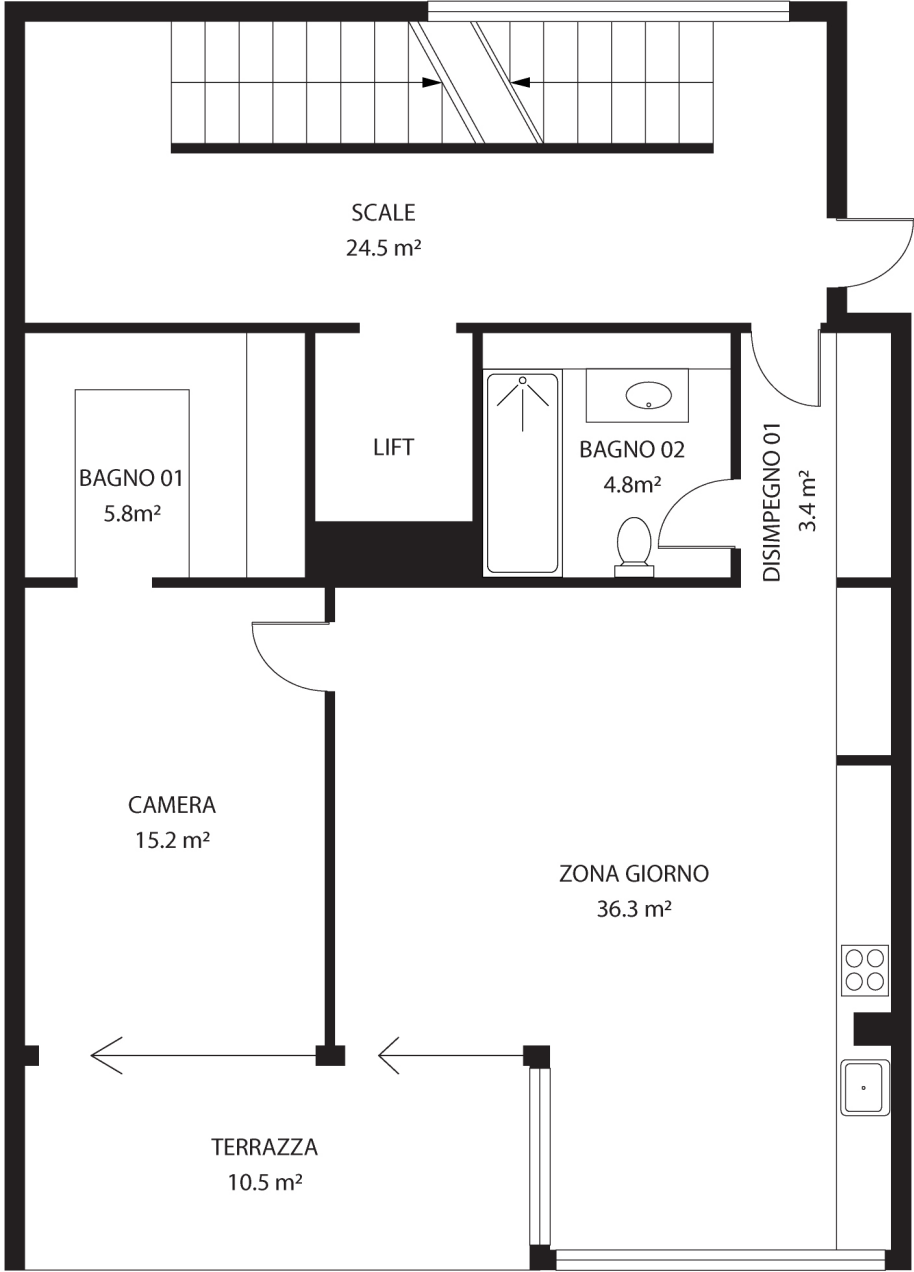 SCALE
24.5 m²
LIFT
BAGNO 01
5.8m²
BAGNO 02
4.8m²
DISIMPEGNO 01
3.4 m²
CAMERA
15.2 m²
ZONA GIORNO
36.3 m²
TERRAZZA
10.5 m²